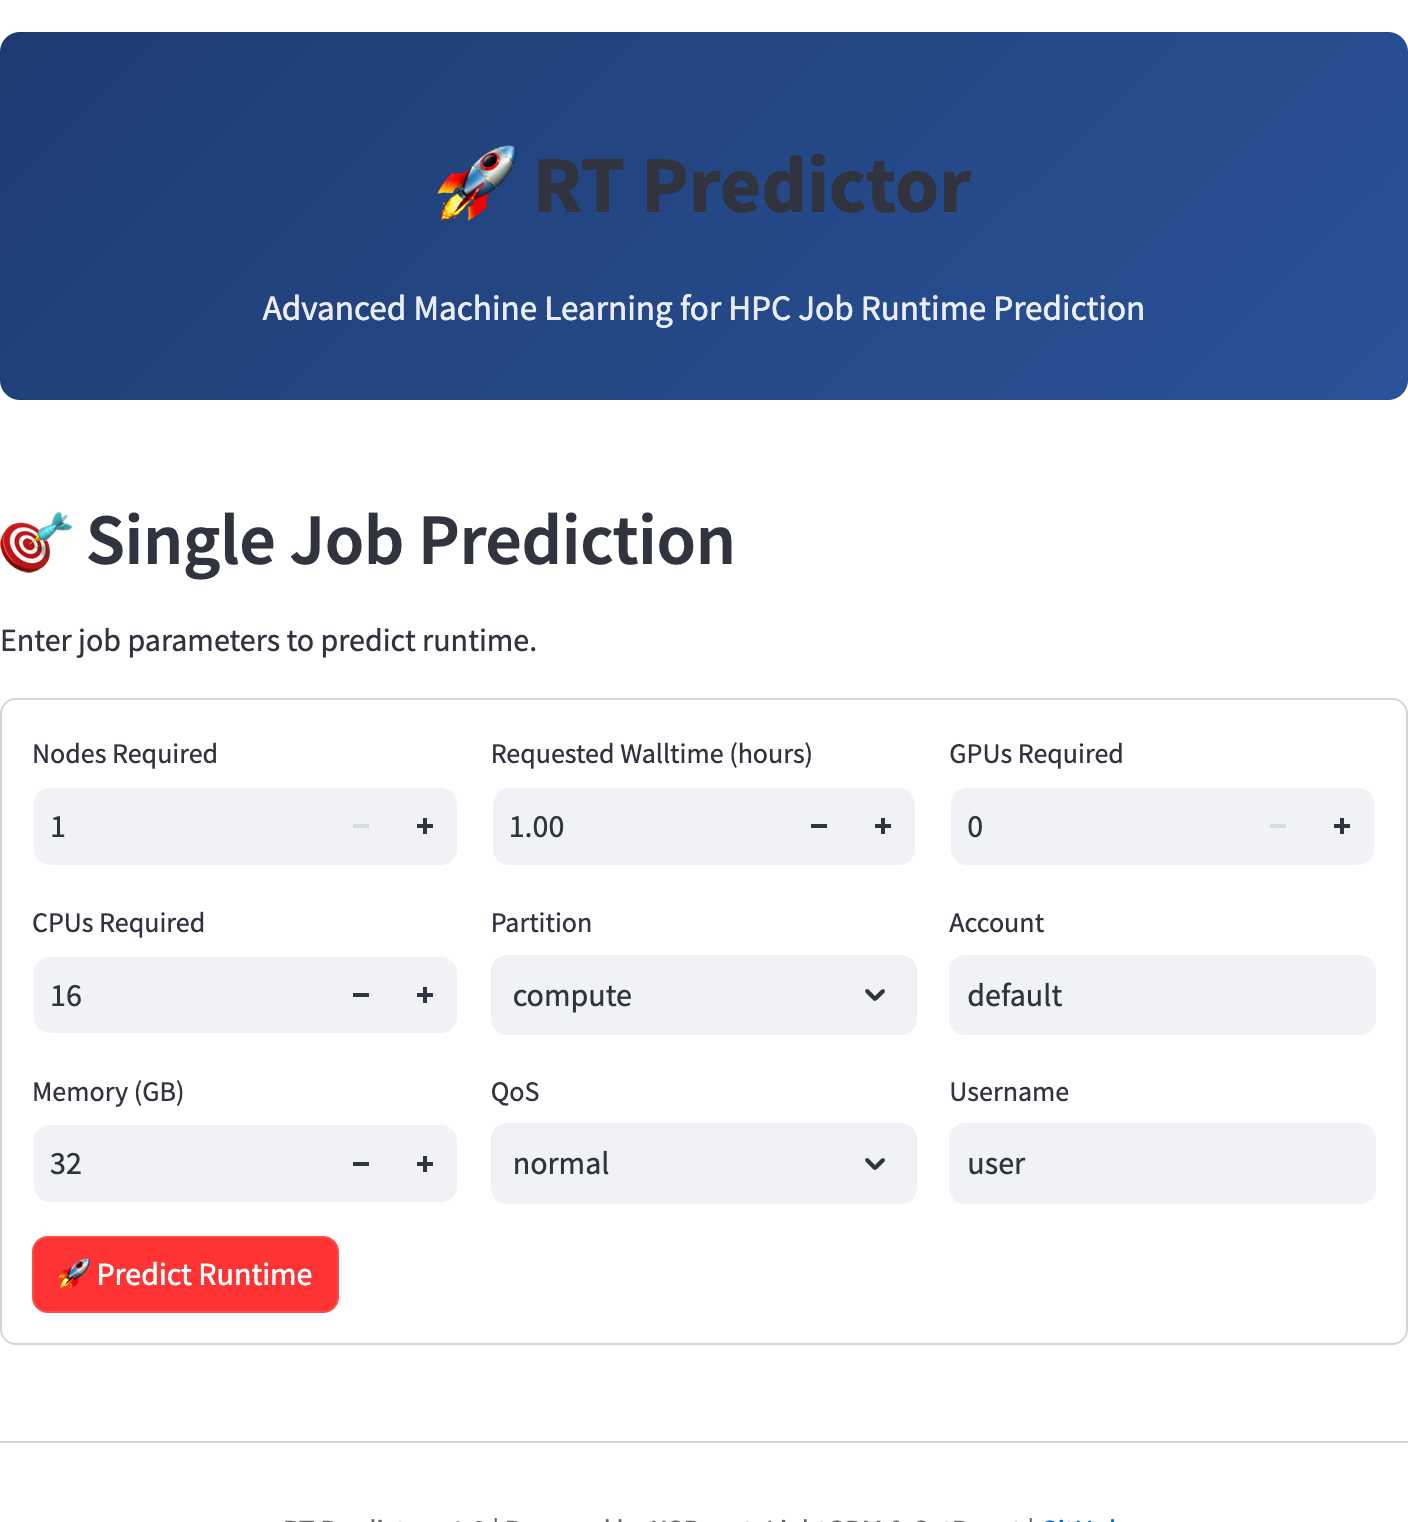 🚀 RT Predictor
Advanced Machine Learning for HPC Job Runtime Prediction
🎯 Single Job Prediction
Enter job parameters to predict runtime.
Nodes Required
Requested Walltime (hours)
GPUs Required
1
1.00
0
CPUs Required
Partition
Account
16
compute
default
Memory (GB)
QoS
Username
32
normal
user
🚀 Predict Runtime